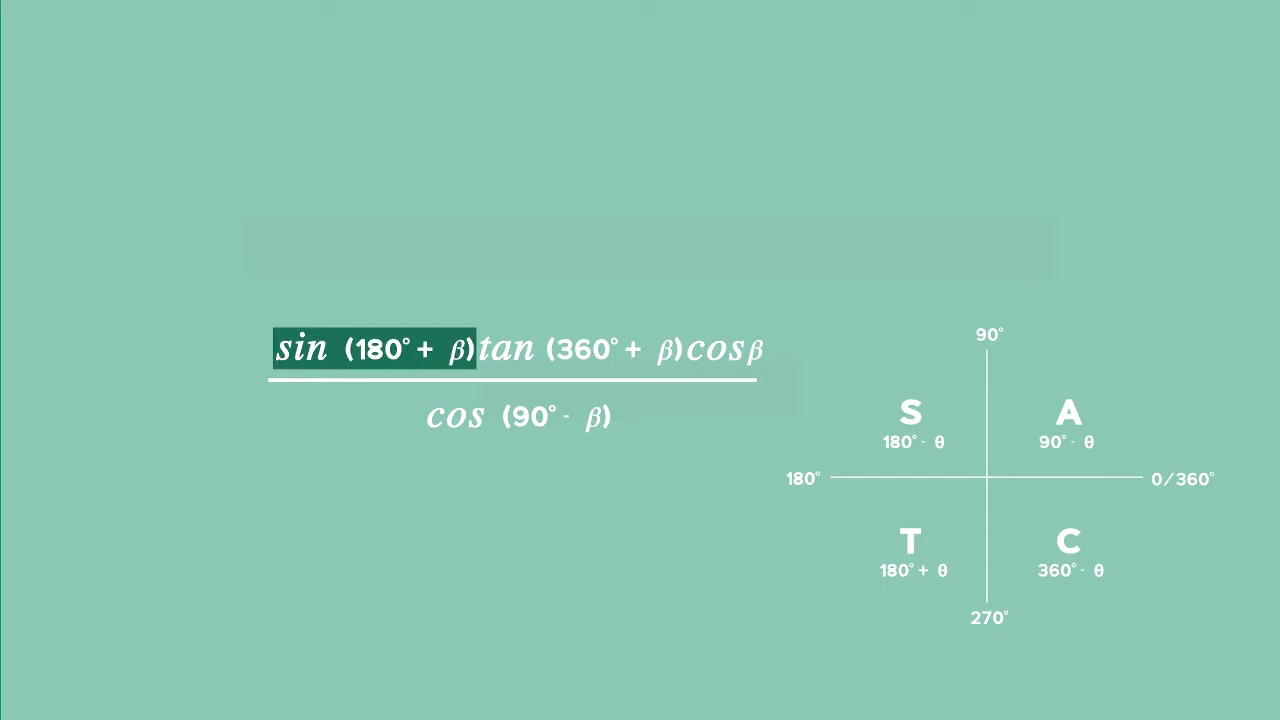 sin (180° + β)tan (360° + β)cosβ
cos (90° - β)
90°
S A
180° - θ 90° - θ
180° 0/360°
T C
180° + θ 360° - θ
270°